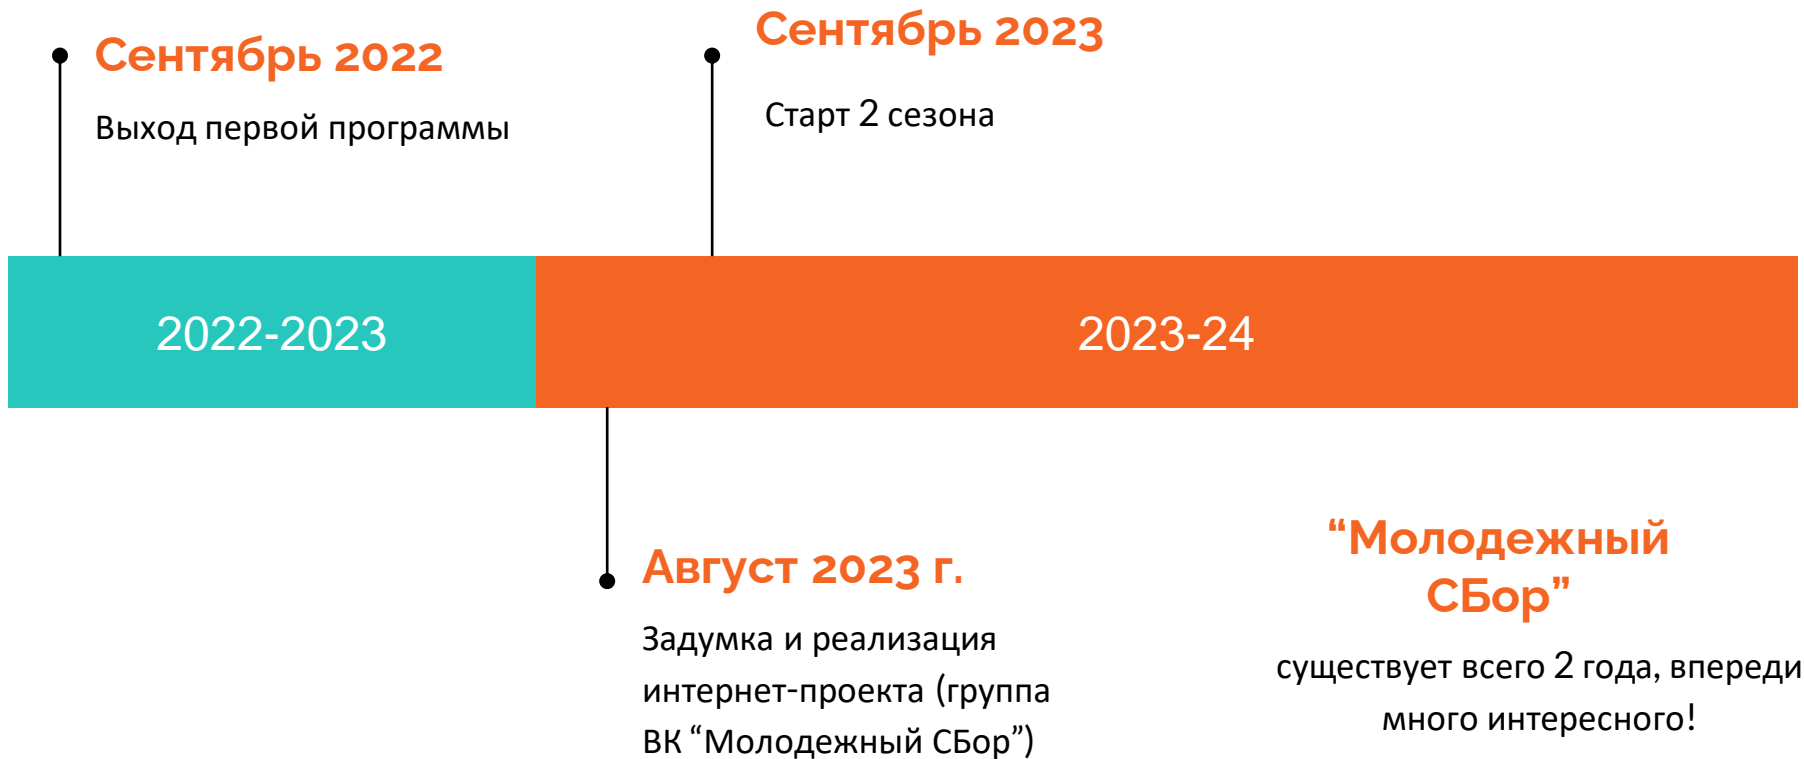 Сентябрь 2022
Выход первой программы
Сентябрь 2023
Старт 2 сезона
2022-2023
2023-24
Август 2023 г.
Задумка и реализация
интернет-проекта (группа
ВК “Молодежный СБор”)
“Молодежный
СБор”
существует всего 2 года, впереди
много интересного!